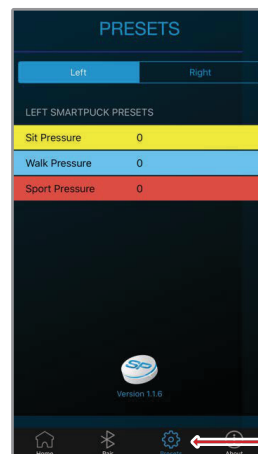 PRESETS
Left Right
LEFT SMARTPUCK PRESETS
Sit Pressure 0
Walk Pressure 0
Sport Pressure 0
SP
Version 1.1.6
Home Pair Presets About